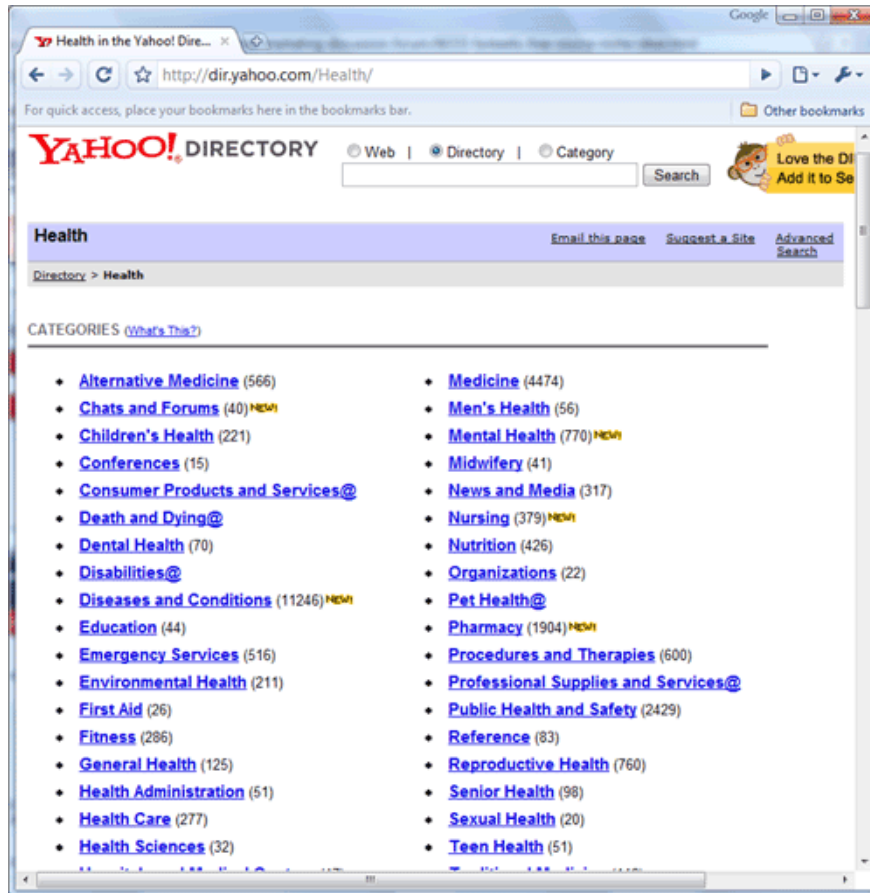 Google
Health in the Yahoo! Dire...
http://dir.yahoo.com/Health/
For quick access, place your bookmarks here in the bookmarks bar.
Other bookmarks
YAHOO! DIRECTORY
Web | Directory | Category
Search
Love the DI
Add it to Se
Health
Email this page Suggest a Site Advanced Search
Directory > Health
CATEGORIES (What's This?)
Alternative Medicine (566)
Chats and Forums (40) NEW!
Children's Health (221)
Conferences (15)
Consumer Products and Services@
Death and Dying@
Dental Health (70)
Disabilities@
Diseases and Conditions (11246) NEW!
Education (44)
Emergency Services (516)
Environmental Health (211)
First Aid (26)
Fitness (286)
General Health (125)
Health Administration (51)
Health Care (277)
Health Sciences (32)
Medicine (4474)
Men's Health (56)
Mental Health (770) NEW!
Midwifery (41)
News and Media (317)
Nursing (379) NEW!
Nutrition (426)
Organizations (22)
Pet Health@
Pharmacy (1904) NEW!
Procedures and Therapies (600)
Professional Supplies and Services@
Public Health and Safety (2429)
Reference (83)
Reproductive Health (760)
Senior Health (98)
Sexual Health (20)
Teen Health (51)